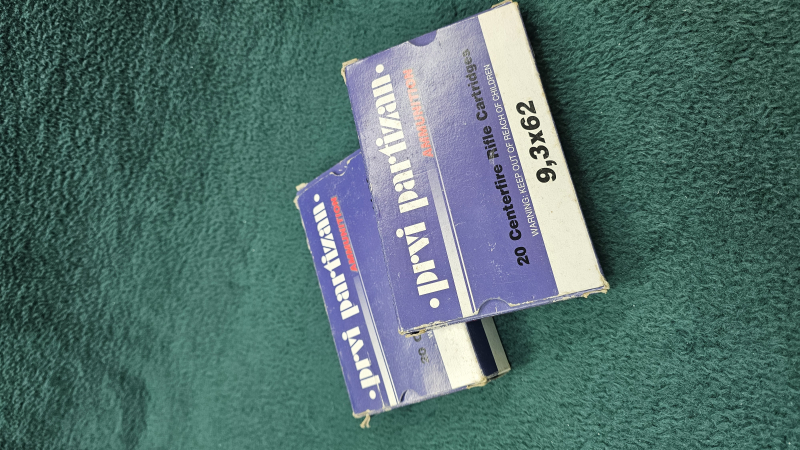 •prvi partizan•
AMMUNITION
20 Centerfire Rifle Cartridges
WARNING: KEEP OUT OF REACH OF CHILDREN
9,3x62
•prvi partizan•
AMMUNITION
20